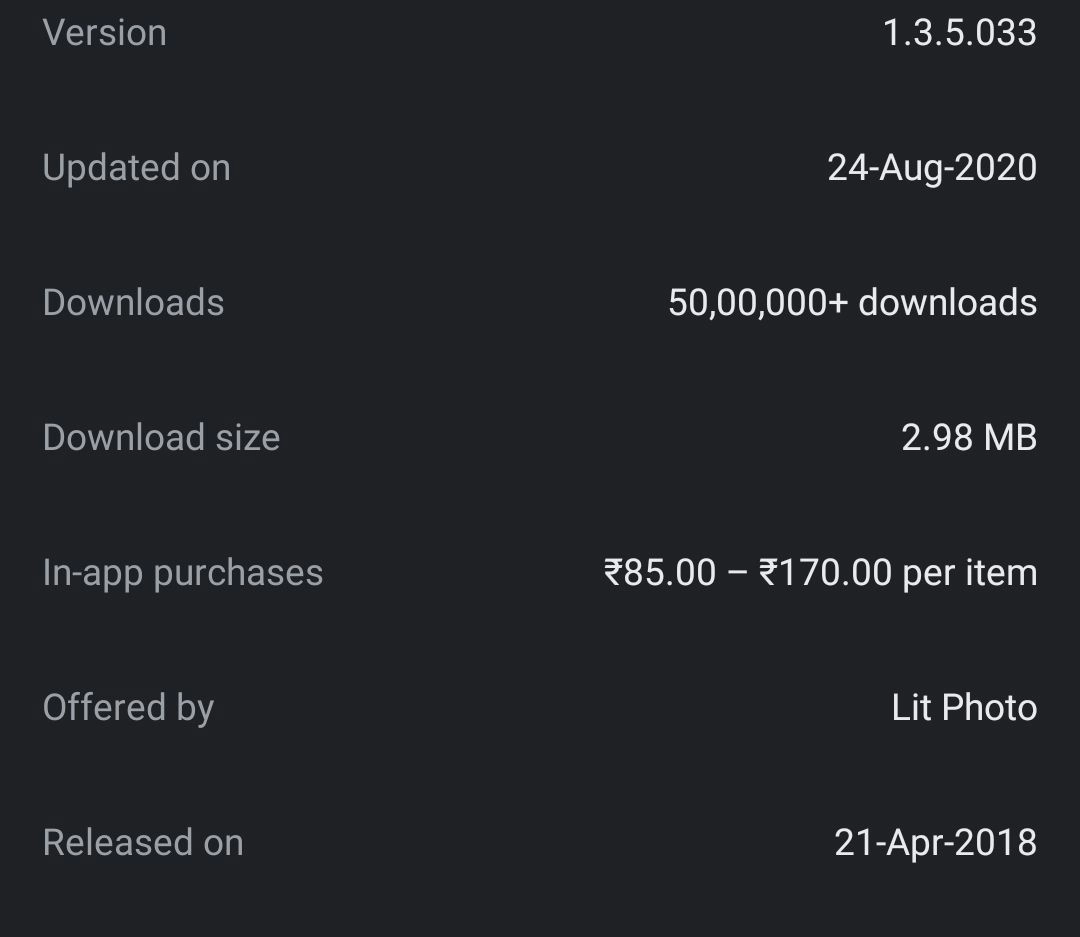 Version 1.3.5.033
Updated on 24-Aug-2020
Downloads 50,00,000+ downloads
Download size 2.98 MB
In-app purchases ₹85.00 – ₹170.00 per item
Offered by Lit Photo
Released on 21-Apr-2018